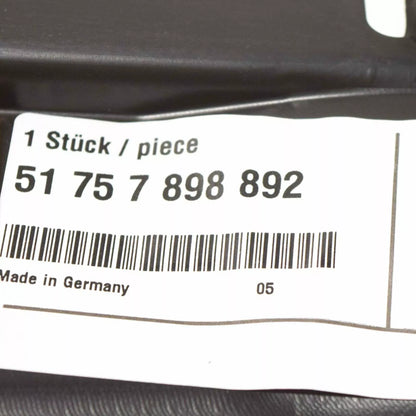 1 Stück / piece
51 75 7 898 892
Made in Germany 05